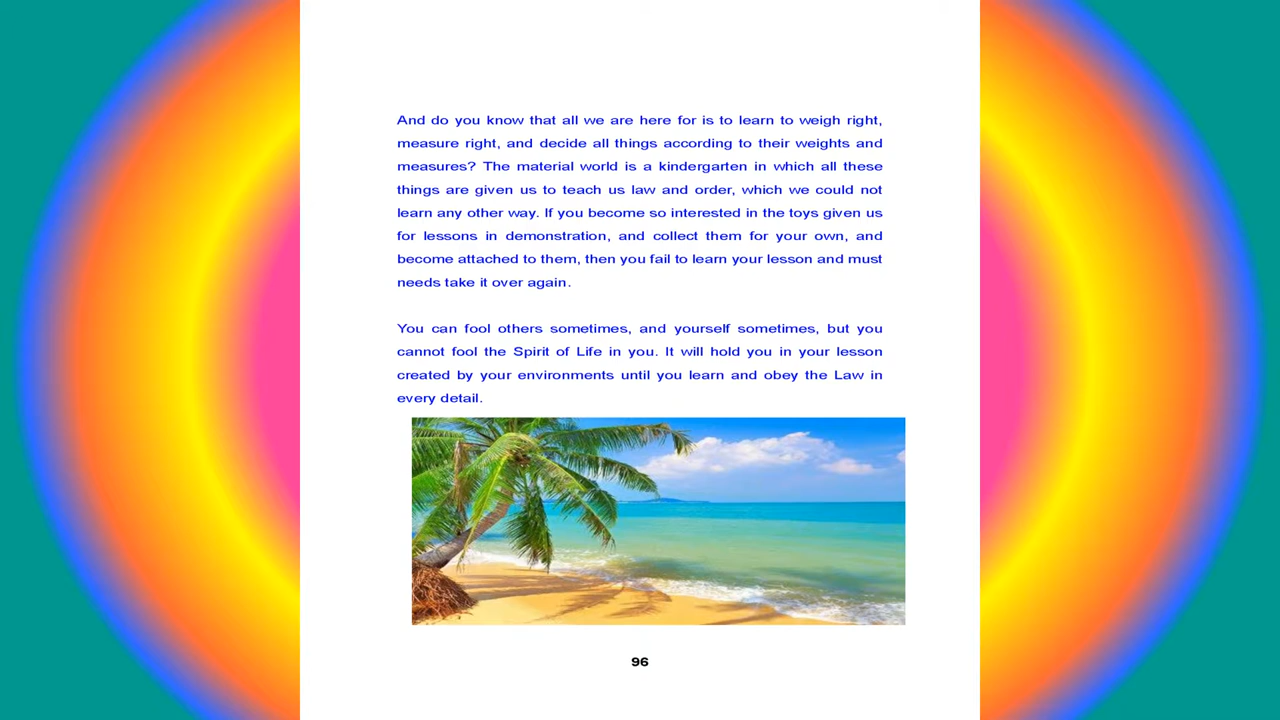 And do you know that all we are here for is to learn to weigh right,
measure right, and decide all things according to their weights and
measures? The material world is a kindergarten in which all these
things are given us to teach us law and order, which we could not
learn any other way. If you become so interested in the toys given us
for lessons in demonstration, and collect them for your own, and
become attached to them, then you fail to learn your lesson and must
needs take it over again.
You can fool others sometimes, and yourself sometimes, but you
cannot fool the Spirit of Life in you. It will hold you in your lesson
created by your environments until you learn and obey the Law in
every detail.
96